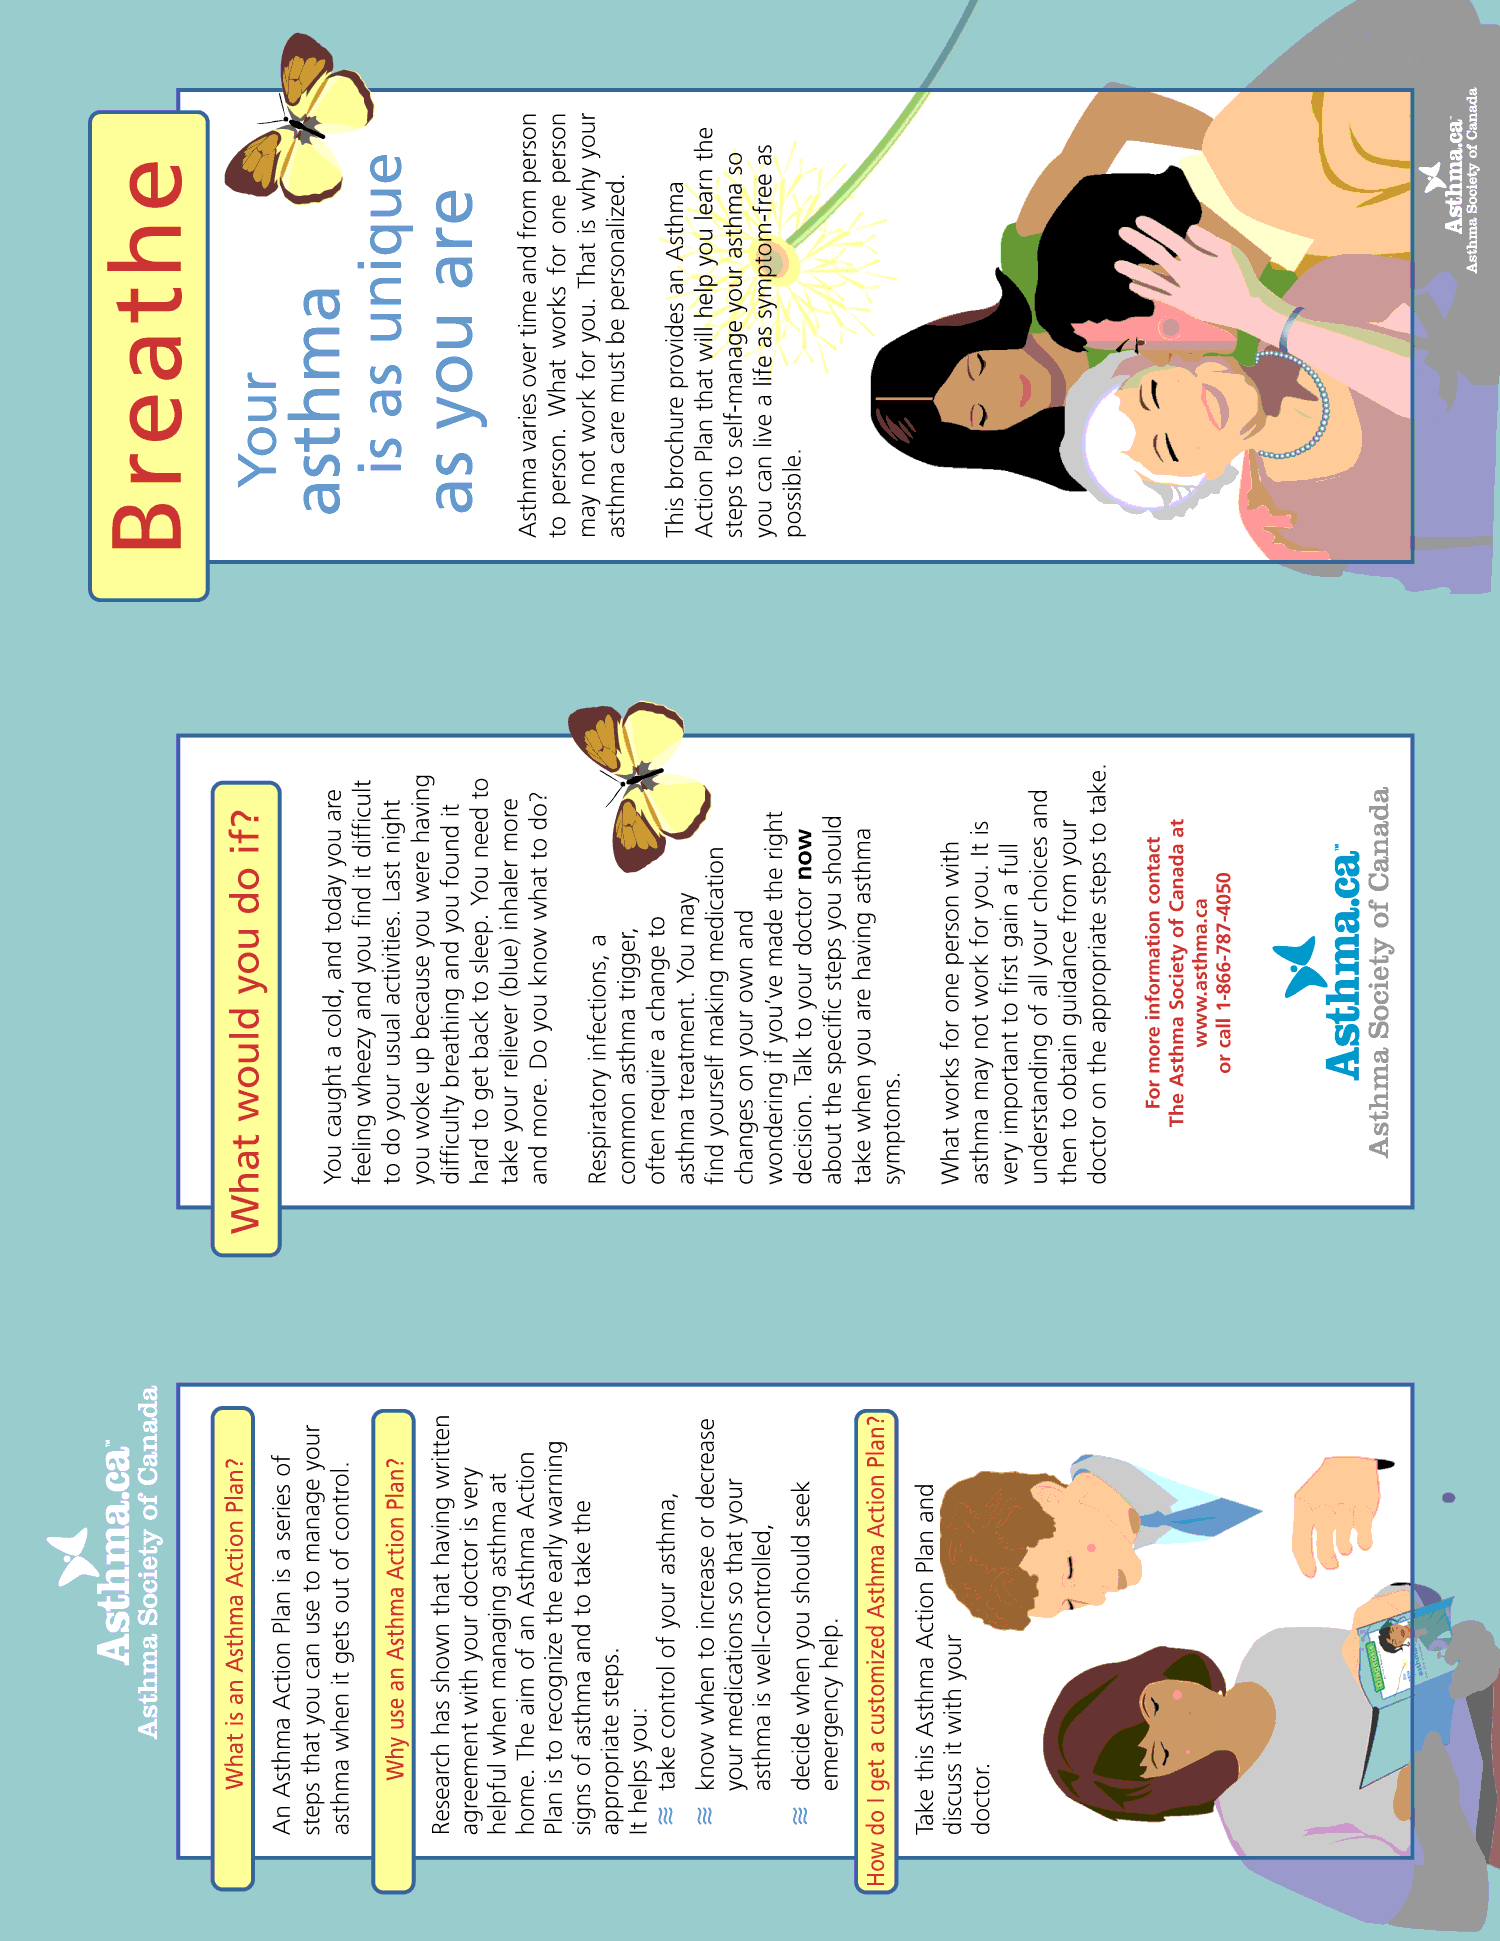 Asthma.ca™
Asthma Society of Canada
What is an Asthma Action Plan?
An Asthma Action Plan is a series of
steps that you can use to manage your
asthma when it gets out of control.
Why use an Asthma Action Plan?
Research has shown that having written
agreement with your doctor is very
helpful when managing asthma at
home. The aim of an Asthma Action
Plan is to recognize the early warning
signs of asthma and to take the
appropriate steps.
It helps you:
take control of your asthma,
know when to increase or decrease
your medications so that your
asthma is well-controlled,
decide when you should seek
emergency help.
How do I get a customized Asthma Action Plan?
Take this Asthma Action Plan and
discuss it with your
doctor.
What would you do if?
You caught a cold, and today you are
feeling wheezy and you find it difficult
to do your usual activities. Last night
you woke up because you were having
difficulty breathing and you found it
hard to get back to sleep. You need to
take your reliever (blue) inhaler more
and more. Do you know what to do?
Respiratory infections, a
common asthma trigger,
often require a change to
asthma treatment. You may
find yourself making medication
changes on your own and
wondering if you’ve made the right
decision. Talk to your doctor now
about the specific steps you should
take when you are having asthma
symptoms.
What works for one person with
asthma may not work for you. It is
very important to first gain a full
understanding of all your choices and
then to obtain guidance from your
doctor on the appropriate steps to take.
For more information contact
The Asthma Society of Canada at
www.asthma.ca
or call 1-866-787-4050
Asthma.ca™
Asthma Society of Canada
Breathe
Your
asthma
is as unique
as you are
Asthma varies over time and from person
to person. What works for one person
may not work for you. That is why your
asthma care must be personalized.
This brochure provides an Asthma
Action Plan that will help you learn the
steps to self-manage your asthma so
you can live a life as symptom-free as
possible.
Asthma.ca™
Asthma Society of Canada